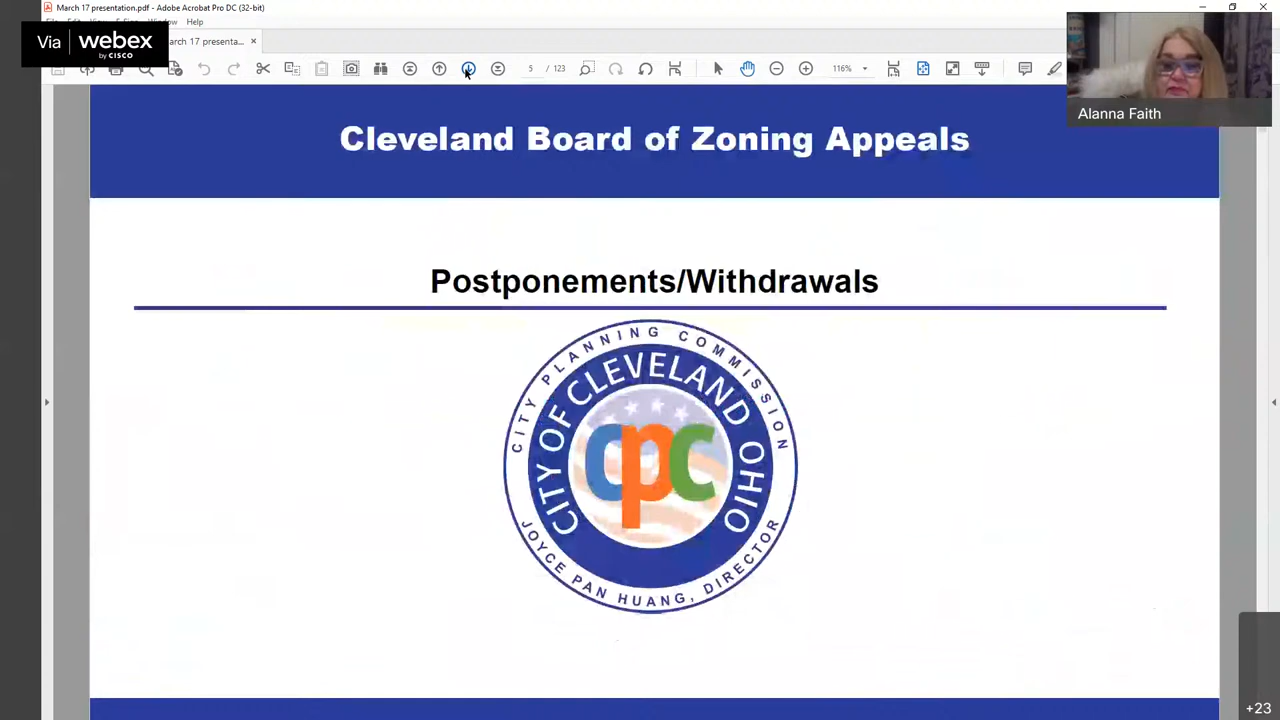 March 17 presentation.pdf - Adobe Acrobat Pro DC (32-bit)
Window Help
Via webex
by CISCO
arch 17 presenta...
5 / 123
116%
Alanna Faith
Cleveland Board of Zoning Appeals
Postponements/Withdrawals
CITY PLANNING COMMISSION
CITY OF CLEVELAND OHIO
cpc
JOYCE PAN HUANG, DIRECTOR
+23